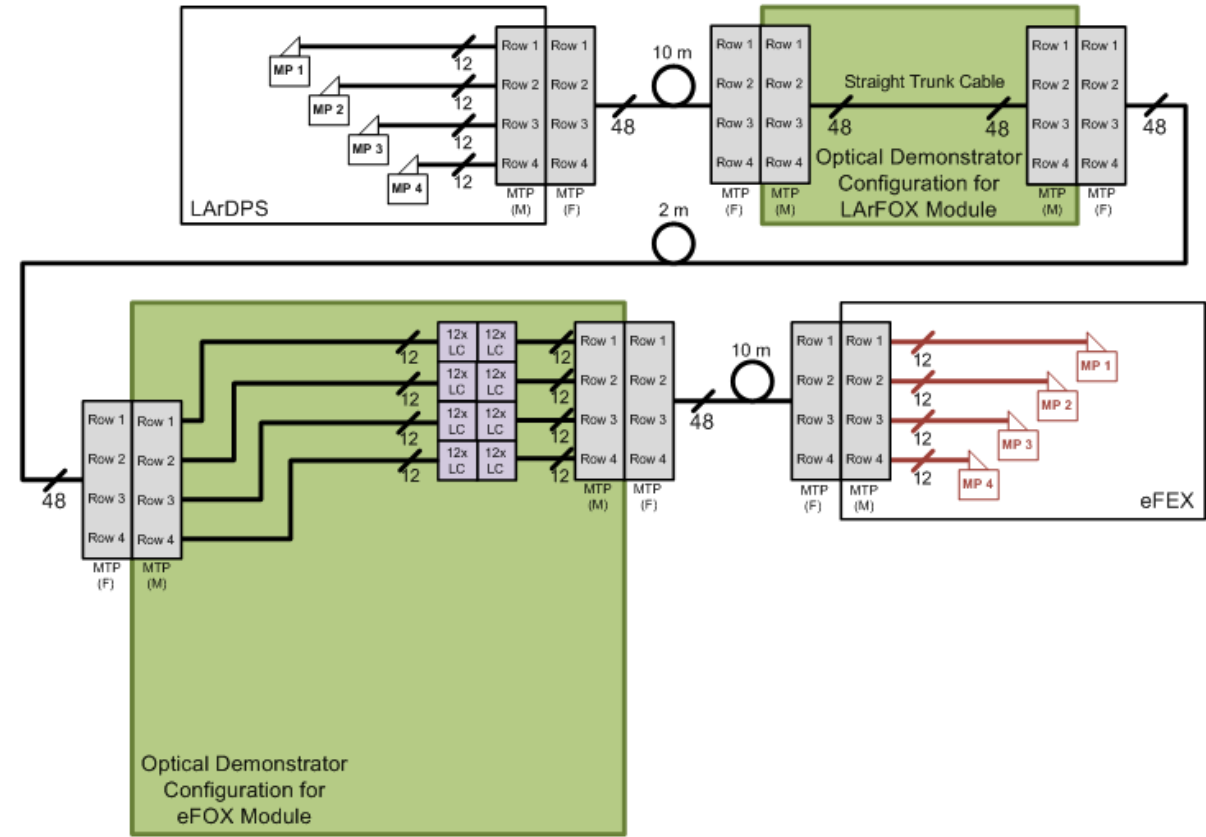 MP 1
MP 2
MP 3
MP 4
12
12
12
12
LArDPS
Row 1
Row 2
Row 3
Row 4
MTP
(M)
Row 1
Row 2
Row 3
Row 4
MTP
(F)
48
10 m
Row 1
Row 2
Row 3
Row 4
MTP
(F)
Row 1
Row 2
Row 3
Row 4
MTP
(M)
Straight Trunk Cable
48
48
Optical Demonstrator
Configuration for
LArFOX Module
Row 1
Row 2
Row 3
Row 4
MTP
(M)
Row 1
Row 2
Row 3
Row 4
MTP
(F)
48
2 m
48
Row 1
Row 2
Row 3
Row 4
MTP
(F)
Row 1
Row 2
Row 3
Row 4
MTP
(M)
12
12
12
12
12x
LC
12x
LC
12x
LC
12x
LC
12x
LC
12x
LC
12x
LC
12x
LC
12
12
12
12
Row 1
Row 2
Row 3
Row 4
MTP
(M)
Row 1
Row 2
Row 3
Row 4
MTP
(F)
48
10 m
Row 1
Row 2
Row 3
Row 4
MTP
(F)
Row 1
Row 2
Row 3
Row 4
MTP
(M)
12
12
12
12
MP 1
MP 2
MP 3
MP 4
eFEX
Optical Demonstrator
Configuration for
eFOX Module